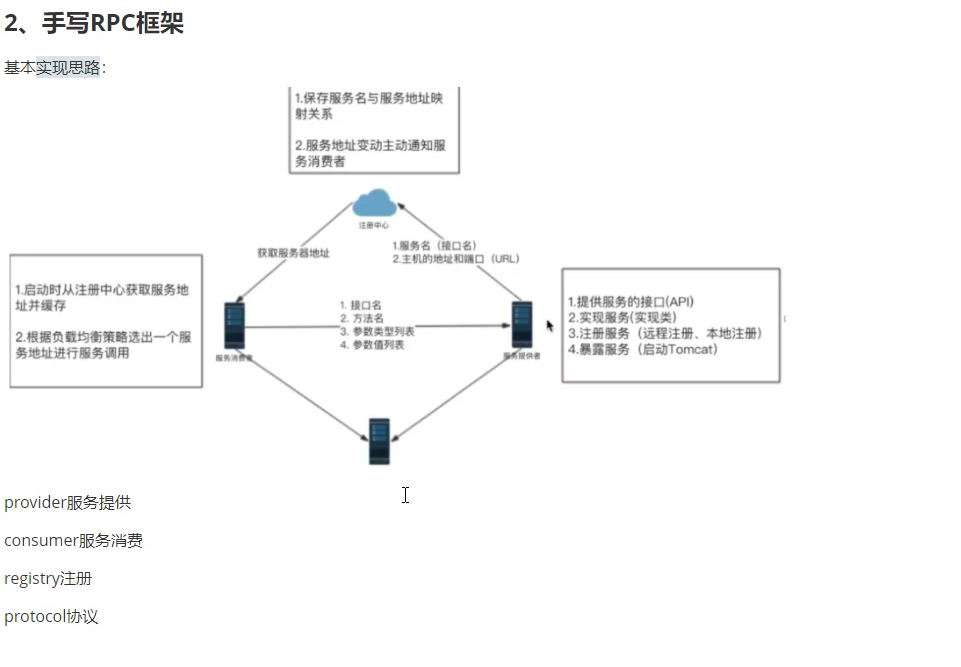 2、手写RPC框架
基本实现思路：
1.保存服务名与服务地址映
射关系
2.服务地址变动主动通知服
务消费者
注册中心
获取服务器地址
1.服务名（接口名）
2.主机的地址和端口（URL）
1.启动时从注册中心获取服务地
址并缓存
2.根据负载均衡策略选出一个服
务地址进行服务调用
服务消费者
1. 接口名
2. 方法名
3. 参数类型列表
4. 参数值列表
服务提供者
1.提供服务的接口(API)
2.实现服务(实现类)
3.注册服务（远程注册、本地注册）
4.暴露服务（启动Tomcat）
provider服务提供
consumer服务消费
registry注册
protocol协议